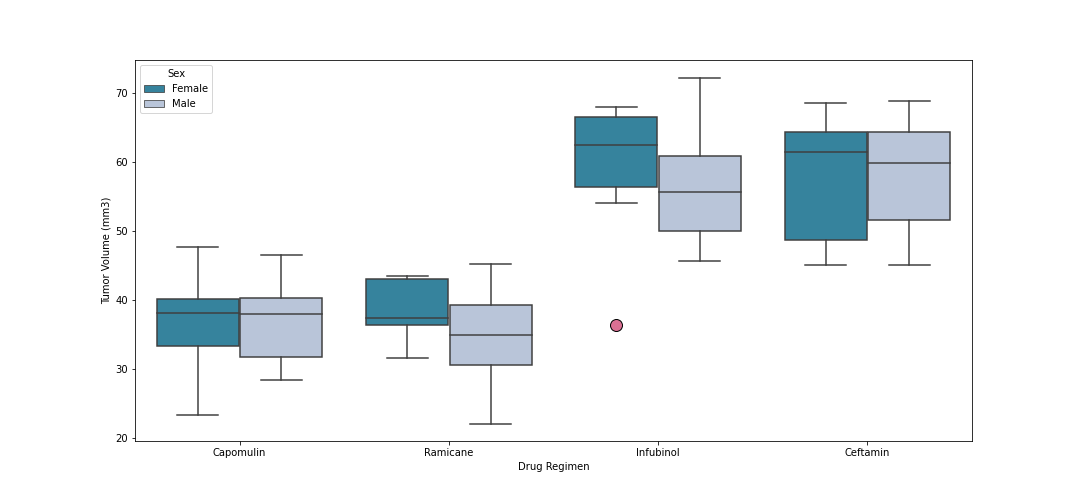 Sex
Female
Male
70
60
50
40
30
20
Tumor Volume (mm3)
Capomulin Ramicane Infubinol Ceftamin
Drug Regimen